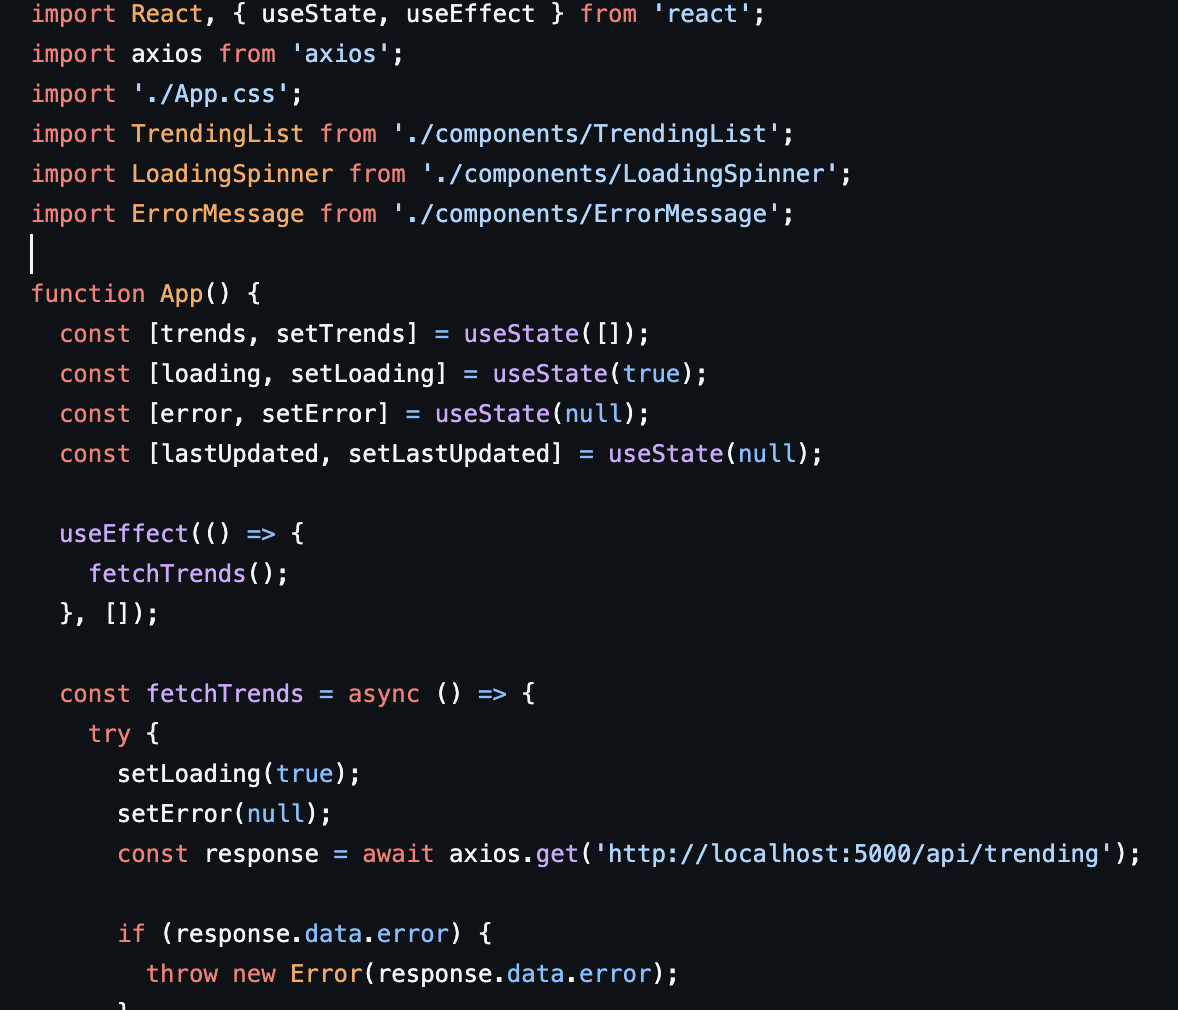 import React, { useState, useEffect } from 'react';
import axios from 'axios';
import './App.css';
import TrendingList from './components/TrendingList';
import LoadingSpinner from './components/LoadingSpinner';
import ErrorMessage from './components/ErrorMessage';
function App() {
  const [trends, setTrends] = useState([]);
  const [loading, setLoading] = useState(true);
  const [error, setError] = useState(null);
  const [lastUpdated, setLastUpdated] = useState(null);
  useEffect(() => {
    fetchTrends();
  }, []);
  const fetchTrends = async () => {
    try {
      setLoading(true);
      setError(null);
      const response = await axios.get('http://localhost:5000/api/trending');
      if (response.data.error) {
        throw new Error(response.data.error);
      }